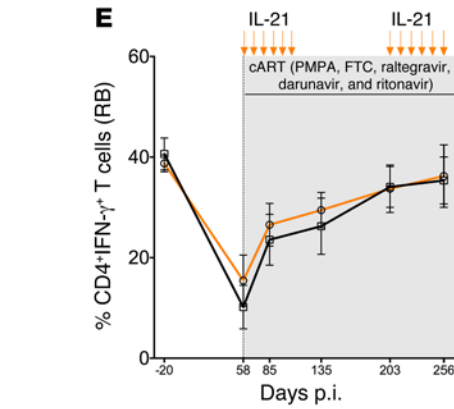 E
IL-21 IL-21
cART (PMPA, FTC, raltegravir,
darunavir, and ritonavir)
% CD4⁺IFN-γ⁺ T cells (RB)
60
40
20
0
-20 58 85 135 203 256
Days p.i.